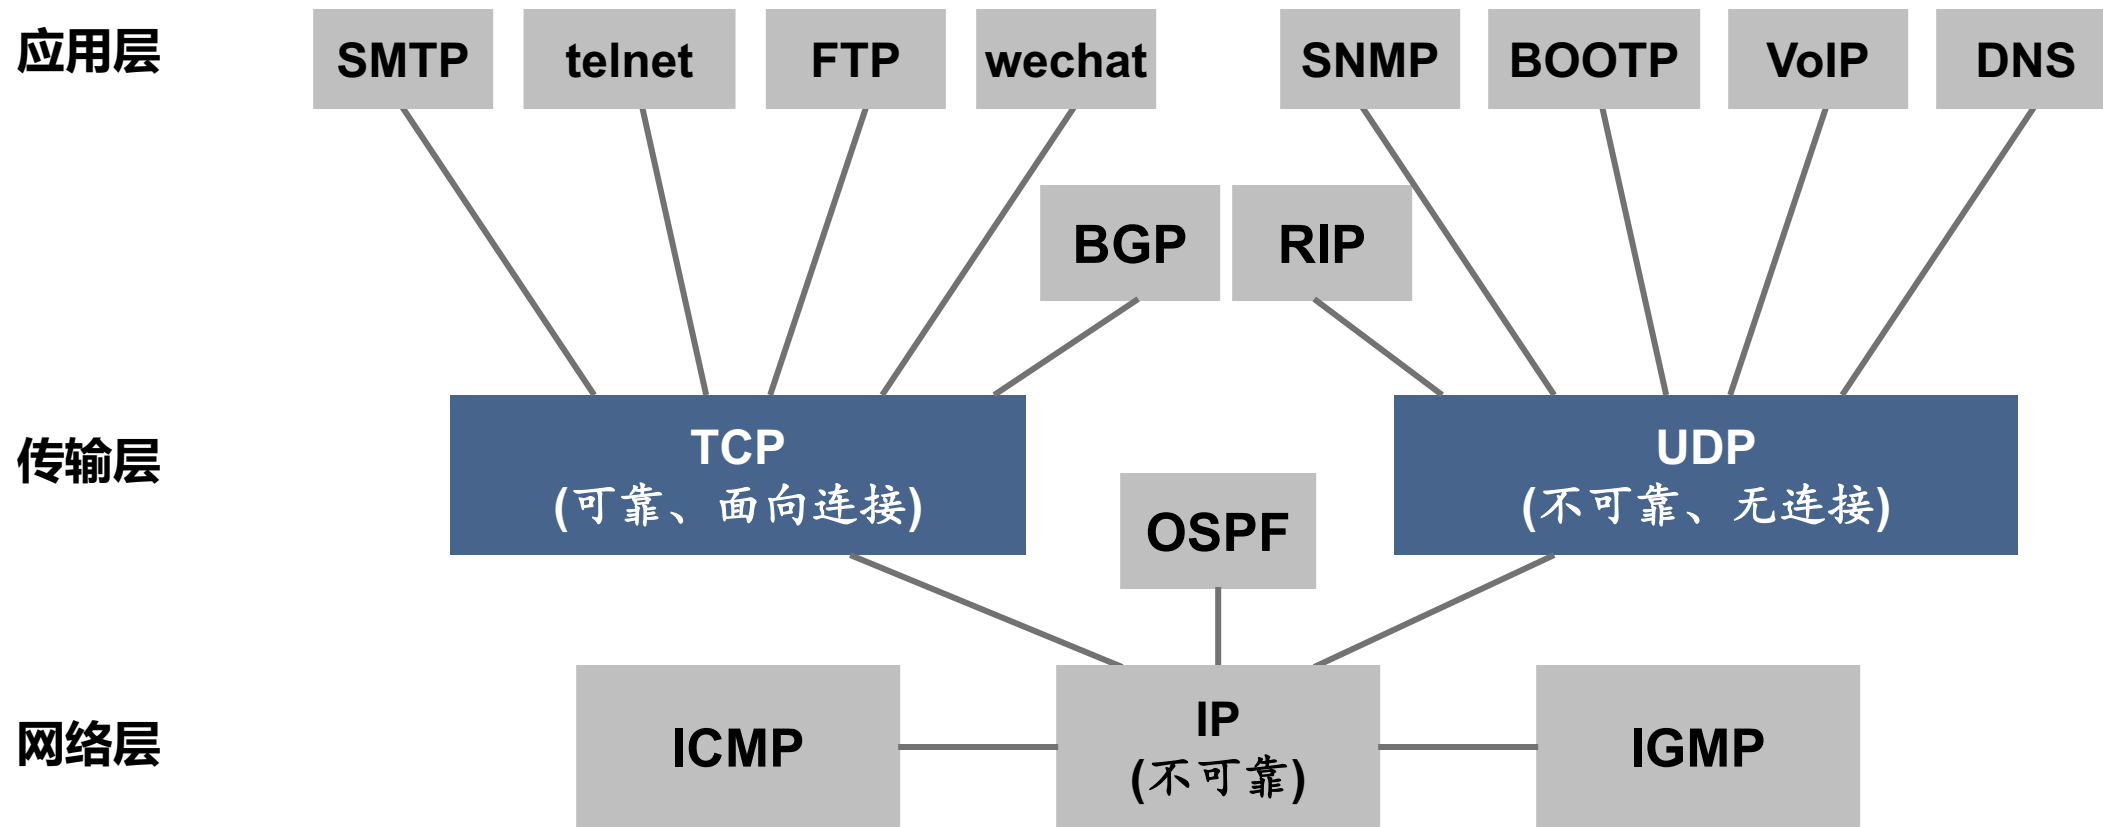 应用层
SMTP
telnet
FTP
wechat
SNMP
BOOTP
VoIP
DNS
BGP
RIP
传输层
TCP
(可靠、面向连接)
UDP
(不可靠、无连接)
OSPF
网络层
ICMP
IP
(不可靠)
IGMP